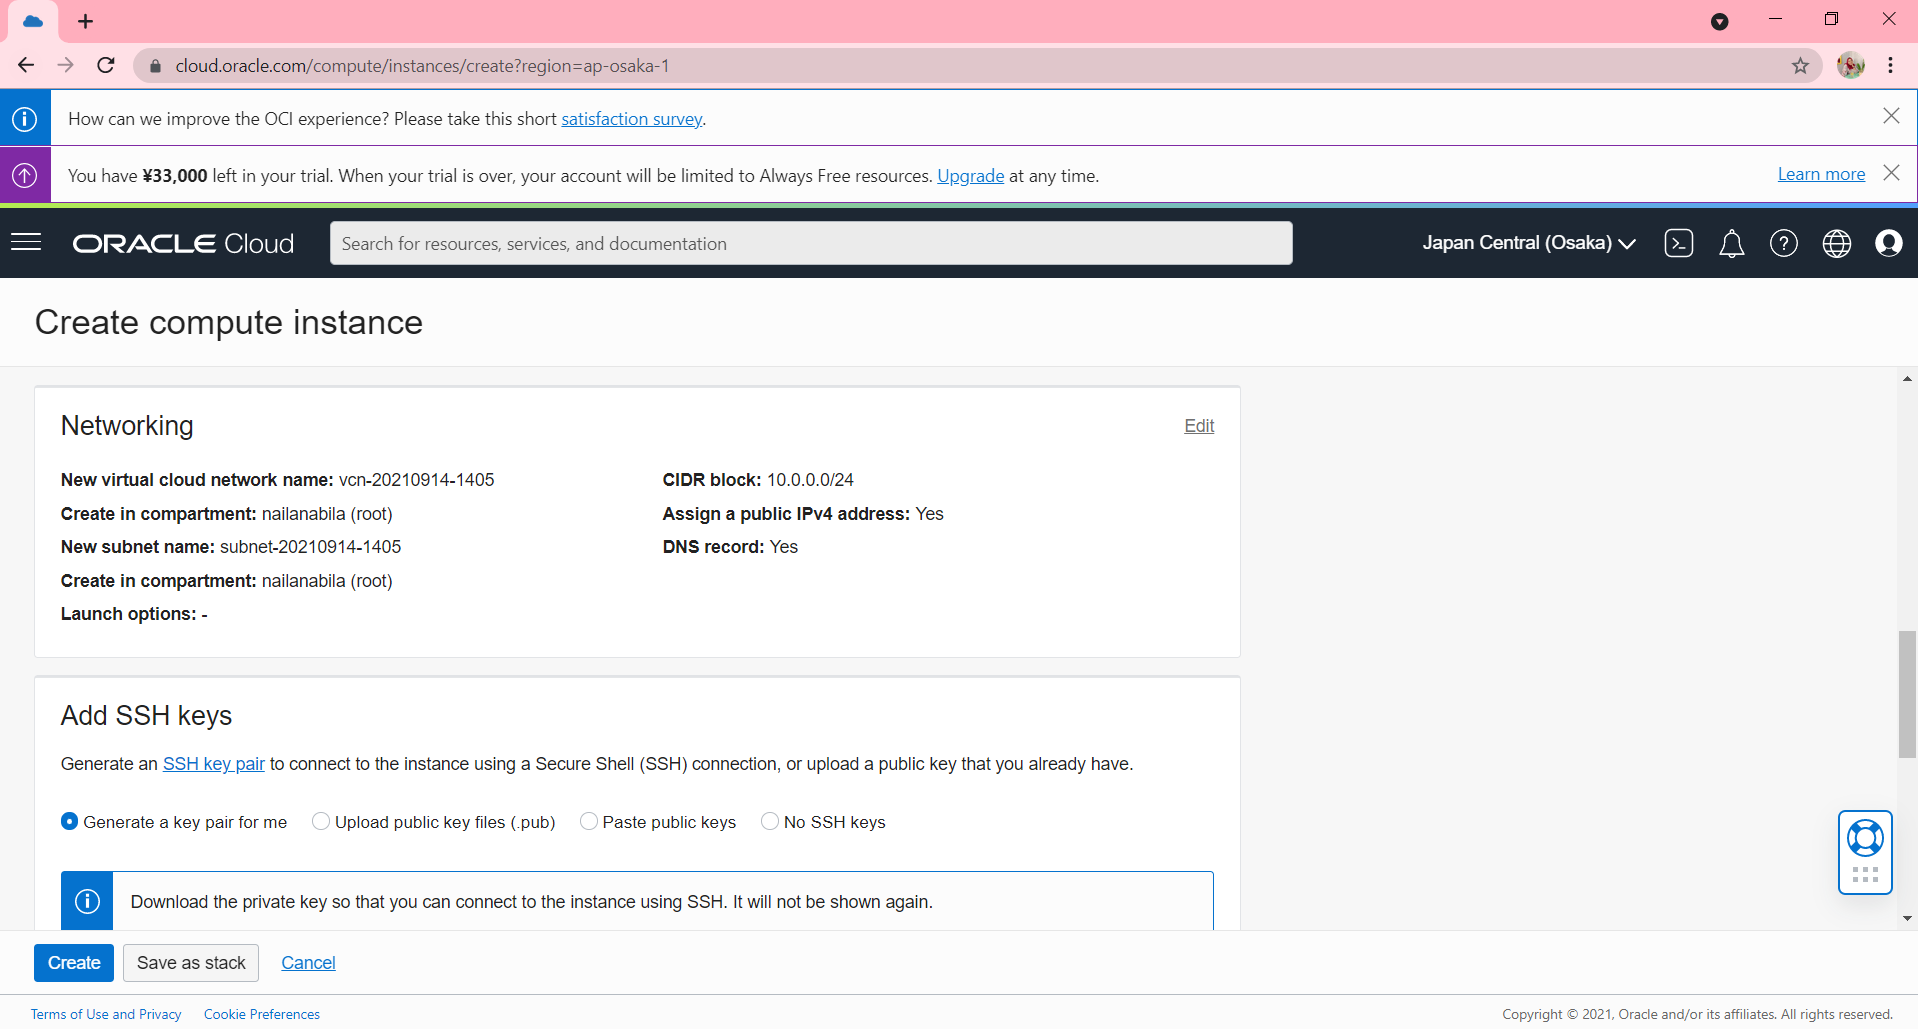 cloud.oracle.com/compute/instances/create?region=ap-osaka-1
How can we improve the OCI experience? Please take this short satisfaction survey.
You have ¥33,000 left in your trial. When your trial is over, your account will be limited to Always Free resources. Upgrade at any time.
Learn more
ORACLE Cloud
Search for resources, services, and documentation
Japan Central (Osaka)
Create compute instance
Networking
Edit
New virtual cloud network name: vcn-20210914-1405
Create in compartment: nailanabila (root)
New subnet name: subnet-20210914-1405
Create in compartment: nailanabila (root)
Launch options: -
CIDR block: 10.0.0.0/24
Assign a public IPv4 address: Yes
DNS record: Yes
Add SSH keys
Generate an SSH key pair to connect to the instance using a Secure Shell (SSH) connection, or upload a public key that you already have.
Generate a key pair for me
Upload public key files (.pub)
Paste public keys
No SSH keys
Download the private key so that you can connect to the instance using SSH. It will not be shown again.
Create
Save as stack
Cancel
Terms of Use and Privacy
Cookie Preferences
Copyright © 2021, Oracle and/or its affiliates. All rights reserved.